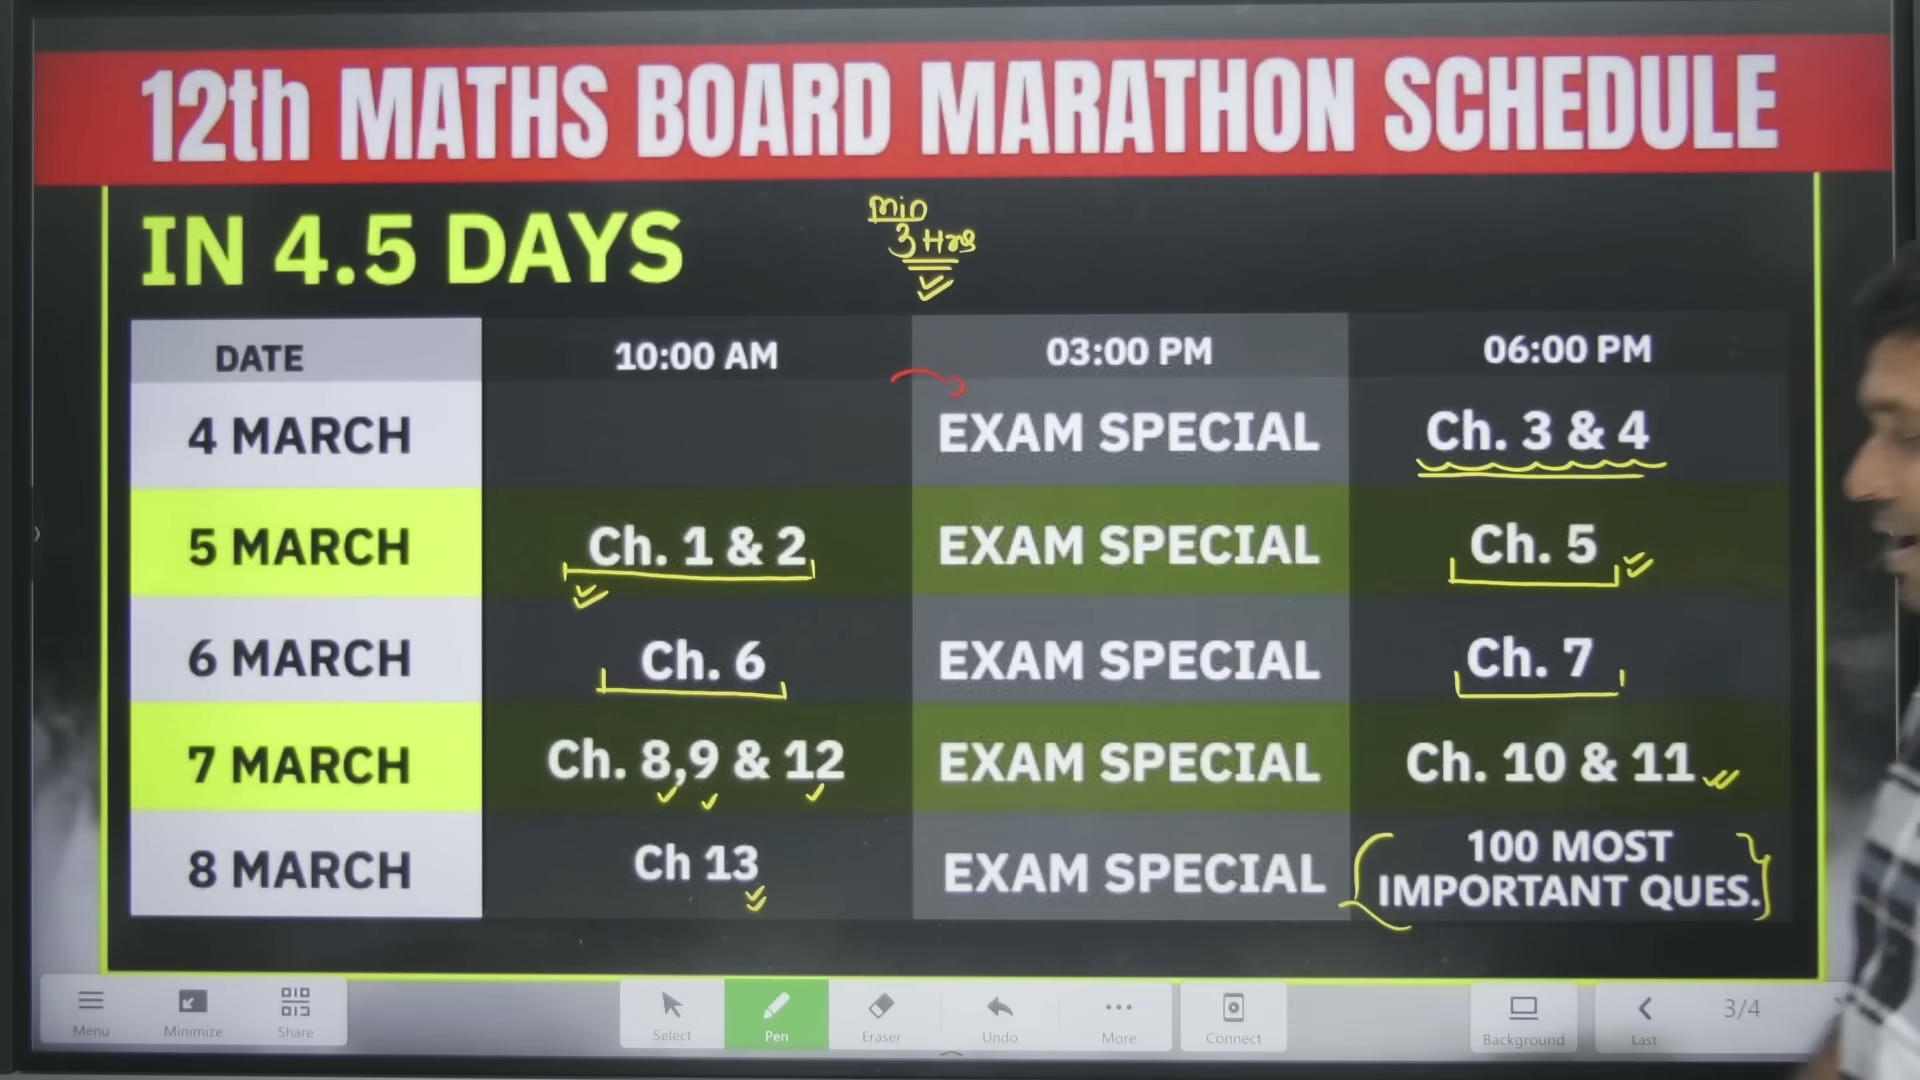 12th MATHS BOARD MARATHON SCHEDULE
IN 4.5 DAYS
Min
3 Hrs
DATE 10:00 AM 03:00 PM 06:00 PM
4 MARCH EXAM SPECIAL Ch. 3 & 4
5 MARCH Ch. 1 & 2 EXAM SPECIAL Ch. 5
6 MARCH Ch. 6 EXAM SPECIAL Ch. 7
7 MARCH Ch. 8,9 & 12 EXAM SPECIAL Ch. 10 & 11
8 MARCH Ch 13 EXAM SPECIAL 100 MOST
IMPORTANT QUES.
Menu Minimize Share Select Pen Eraser Undo More Connect Background Last 3/4